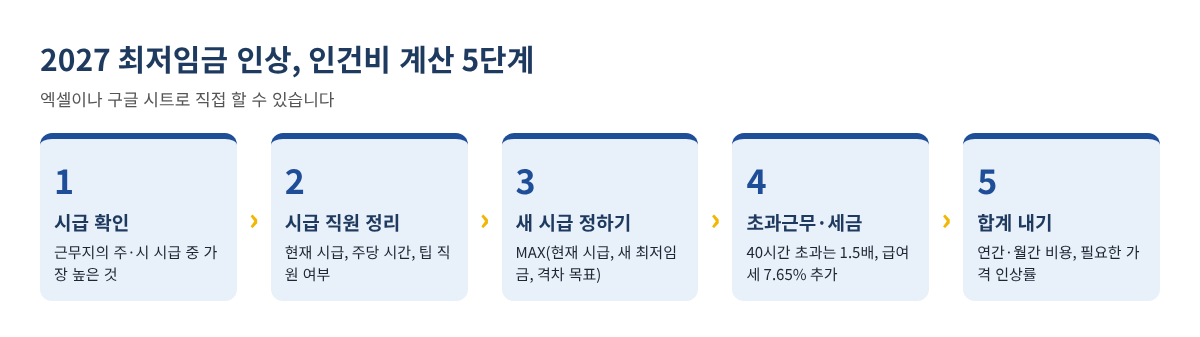 2027 최저임금 인상, 인건비 계산 5단계
엑셀이나 구글 시트로 직접 할 수 있습니다
1
시급 확인
근무지의 주·시 시급 중 가
장 높은 것
›
2
시급 직원 정리
현재 시급, 주당 시간, 팁 직
원 여부
›
3
새 시급 정하기
MAX(현재 시급, 새 최저임
금, 격차 목표)
›
4
초과근무·세금
40시간 초과는 1.5배, 급여
세 7.65% 추가
›
5
합계 내기
연간·월간 비용, 필요한 가
격 인상률